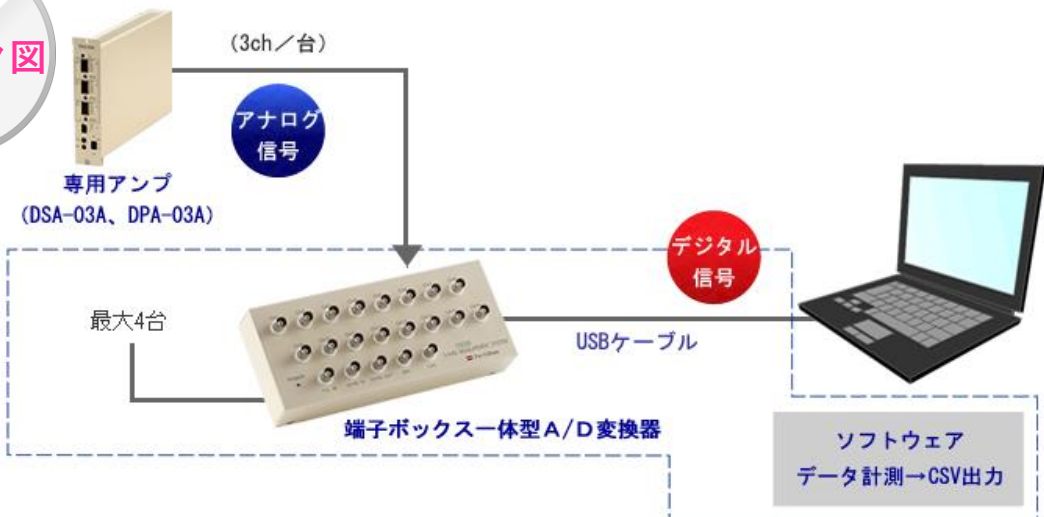 図
(3ch／台)
アナログ
信号
専用アンプ
(DSA-03A、DPA-03A)
デジタル
信号
最大4台
USBケーブル
端子ボックス一体型A/D変換器
ソフトウェア
データ計測→CSV出力